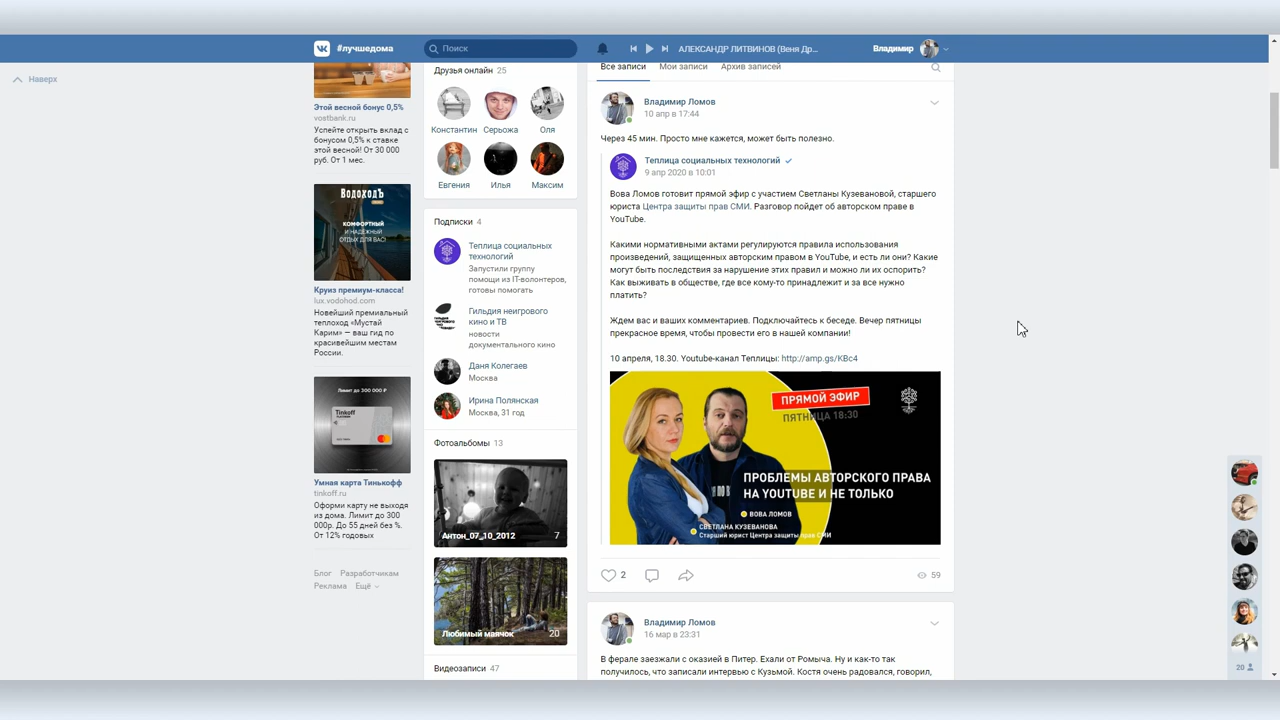 #лучшедома
Поиск
АЛЕКСАНДР ЛИТВИНОВ (Веня Др...
Владимир
Наверх
Этой весной бонус 0,5%
vostbank.ru
Успейте открыть вклад с
бонусом 0,5% к ставке
этой весной! От 30 000
руб. От 1 мес.
ВодоходЪ
КОМФОРТНЫЙ
И НАДЁЖНЫЙ
ОТДЫХ ДЛЯ ВАС!
Круиз премиум-класса!
lux.vodohod.com
Новейший премиальный
теплоход «Мустай
Карим» — ваш гид по
красивейшим местам
России.
Лимит до 300 000 ₽
Tinkoff
Умная карта Тинькофф
tinkoff.ru
Оформи карту не выходя
из дома. Лимит до 300
000р. До 55 дней без %.
От 12% годовых
Блог Разработчикам
Реклама Ещё
Друзья онлайн 25
Константин Серьожа Оля
Евгения Илья Максим
Подписки 4
Теплица социальных
технологий
Запустили группу
помощи из IT-волонтеров,
готовы помогать
Гильдия неигрового
кино и ТВ
новости
документального кино
Даня Колегаев
Москва
Ирина Полянская
Москва, 31 год
Фотоальбомы 13
Антон_07_10_2012 7
Любимый маячок 20
Видеозаписи 47
Все записи Мои записи Архив записей
Владимир Ломов
10 апр в 17:44
Через 45 мин. Просто мне кажется, может быть полезно.
Теплица социальных технологий
9 апр 2020 в 10:01
Вова Ломов готовит прямой эфир с участием Светланы Кузевановой, старшего
юриста Центра защиты прав СМИ. Разговор пойдет об авторском праве в
YouTube.
Какими нормативными актами регулируются правила использования
произведений, защищенных авторским правом в YouTube, и есть ли они? Какие
могут быть последствия за нарушение этих правил и можно ли их оспорить?
Как выживать в обществе, где все кому-то принадлежит и за все нужно
платить?
Ждем вас и ваших комментариев. Подключайтесь к беседе. Вечер пятницы
прекрасное время, чтобы провести его в нашей компании!
10 апреля, 18.30. Youtube-канал Теплицы: http://amp.gs/KBc4
ПРЯМОЙ ЭФИР
ПЯТНИЦА 18:30
ПРОБЛЕМЫ АВТОРСКОГО ПРАВА
НА YOUTUBE И НЕ ТОЛЬКО
ВОВА ЛОМОВ
СВЕТЛАНА КУЗЕВАНОВА
Старший юрист Центра защиты прав СМИ
2
59
Владимир Ломов
16 мар в 23:31
В ферале заезжали с оказией в Питер. Ехали от Ромыча. Ну и как-то так
получилось, что записали интервью с Кузьмой. Костя очень радовался, говорил,
20